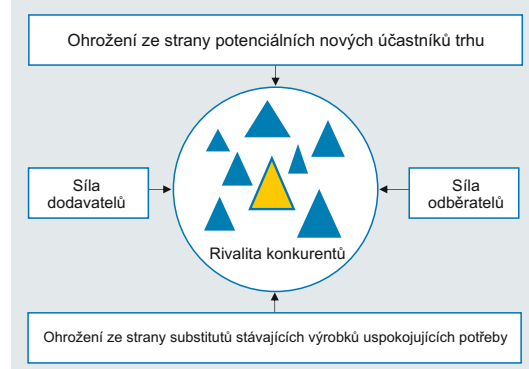 Ohrožení ze strany potenciálních nových účastníků trhu
Síla
dodavatelů
Síla
odběratelů
Rivalita konkurentů
Ohrožení ze strany substitutů stávajících výrobků uspokojujících potřeby